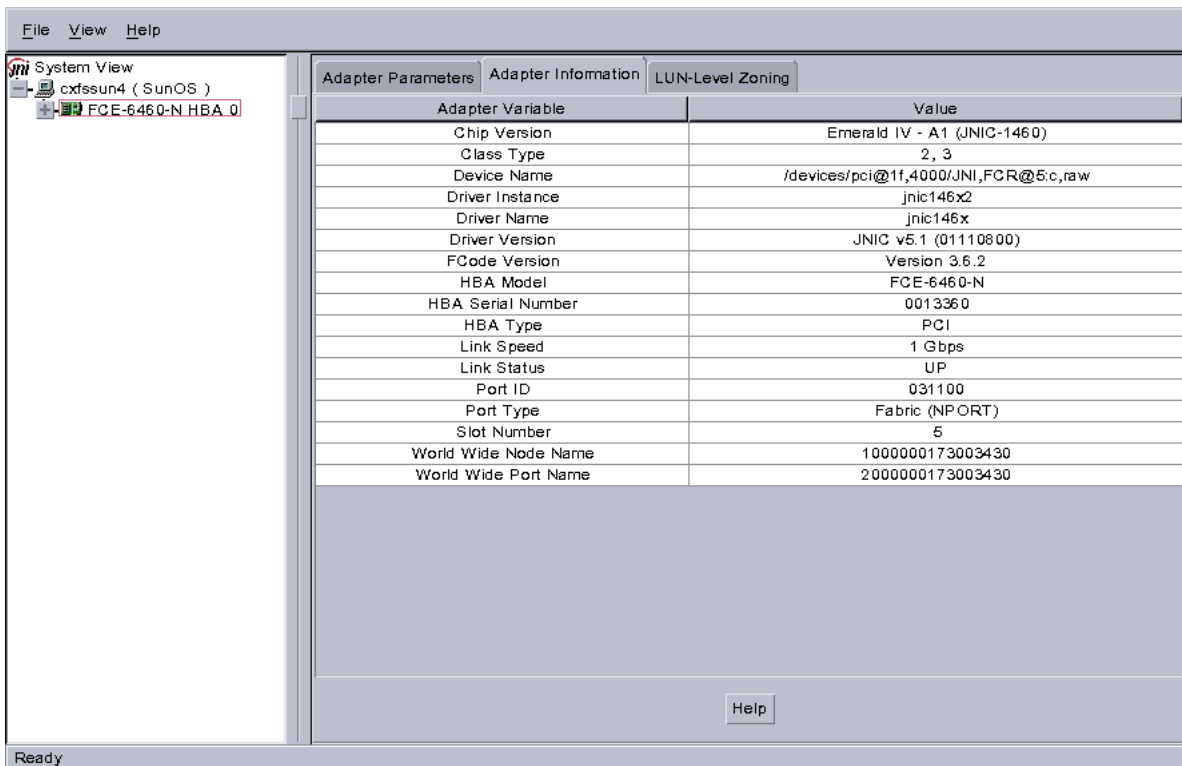 File View Help
jni System View
cxfssun4 ( SunOS )
FCE-6460-N HBA 0
Adapter Parameters Adapter Information LUN-Level Zoning
Adapter Variable Value
Chip Version Emerald IV - A1 (JNIC-1460)
Class Type 2, 3
Device Name /devices/pci@1f,4000/JNI,FCR@5:c,raw
Driver Instance jnic146x2
Driver Name jnic146x
Driver Version JNIC v5.1 (01110800)
FCode Version Version 3.6.2
HBA Model FCE-6460-N
HBA Serial Number 0013360
HBA Type PCI
Link Speed 1 Gbps
Link Status UP
Port ID 031100
Port Type Fabric (NPORT)
Slot Number 5
World Wide Node Name 1000000173003430
World Wide Port Name 2000000173003430
Help
Ready